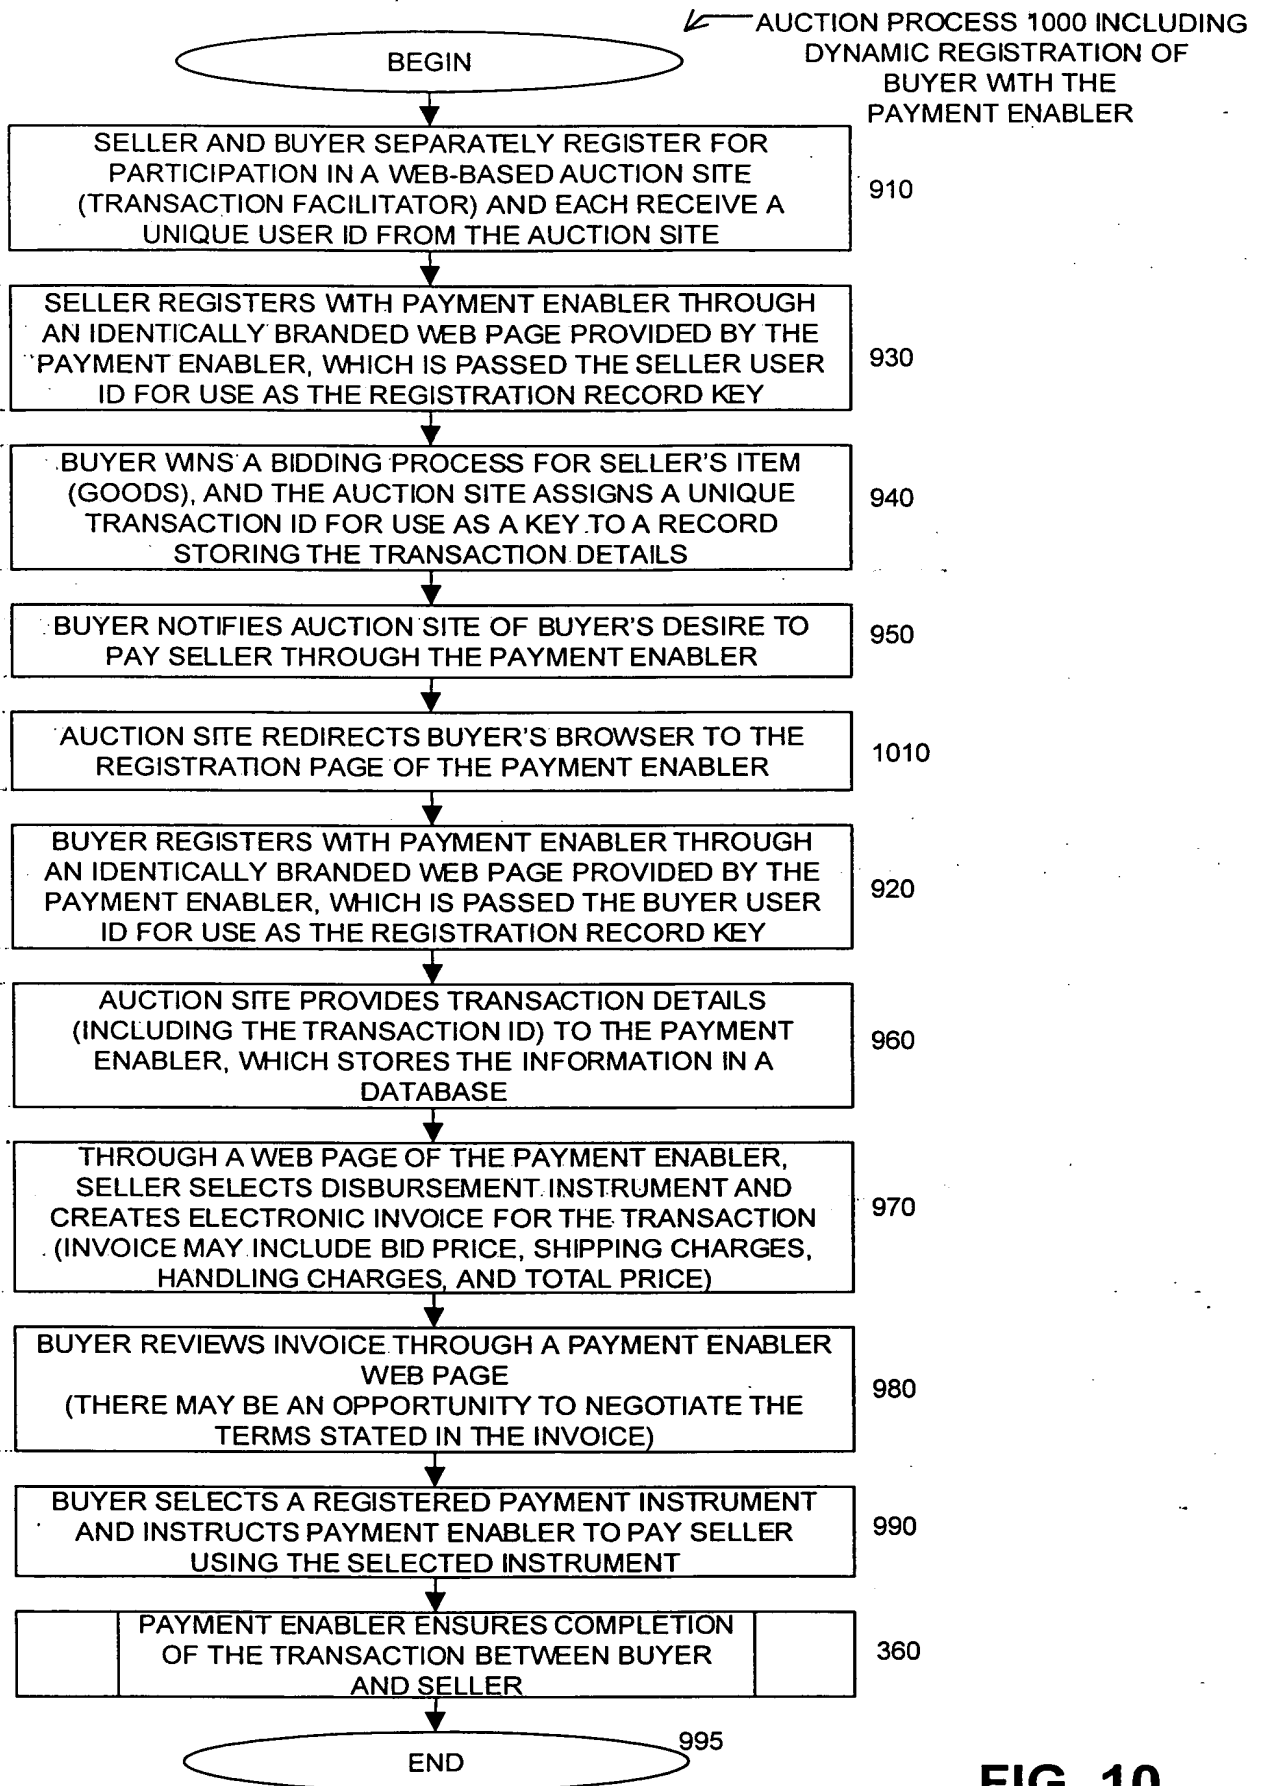 AUCTION PROCESS 1000 INCLUDING
DYNAMIC REGISTRATION OF
BUYER WITH THE
PAYMENT ENABLER
BEGIN
SELLER AND BUYER SEPARATELY REGISTER FOR
PARTICIPATION IN A WEB-BASED AUCTION SITE
(TRANSACTION FACILITATOR) AND EACH RECEIVE A
UNIQUE USER ID FROM THE AUCTION SITE
910
SELLER REGISTERS WITH PAYMENT ENABLER THROUGH
AN IDENTICALLY BRANDED WEB PAGE PROVIDED BY THE
PAYMENT ENABLER, WHICH IS PASSED THE SELLER USER
ID FOR USE AS THE REGISTRATION RECORD KEY
930
BUYER WINS A BIDDING PROCESS FOR SELLER'S ITEM
(GOODS), AND THE AUCTION SITE ASSIGNS A UNIQUE
TRANSACTION ID FOR USE AS A KEY TO A RECORD
STORING THE TRANSACTION DETAILS
940
BUYER NOTIFIES AUCTION SITE OF BUYER'S DESIRE TO
PAY SELLER THROUGH THE PAYMENT ENABLER
950
AUCTION SITE REDIRECTS BUYER'S BROWSER TO THE
REGISTRATION PAGE OF THE PAYMENT ENABLER
1010
BUYER REGISTERS WITH PAYMENT ENABLER THROUGH
AN IDENTICALLY BRANDED WEB PAGE PROVIDED BY THE
PAYMENT ENABLER, WHICH IS PASSED THE BUYER USER
ID FOR USE AS THE REGISTRATION RECORD KEY
920
AUCTION SITE PROVIDES TRANSACTION DETAILS
(INCLUDING THE TRANSACTION ID) TO THE PAYMENT
ENABLER, WHICH STORES THE INFORMATION IN A
DATABASE
960
THROUGH A WEB PAGE OF THE PAYMENT ENABLER,
SELLER SELECTS DISBURSEMENT INSTRUMENT AND
CREATES ELECTRONIC INVOICE FOR THE TRANSACTION
(INVOICE MAY INCLUDE BID PRICE, SHIPPING CHARGES,
HANDLING CHARGES, AND TOTAL PRICE)
970
BUYER REVIEWS INVOICE THROUGH A PAYMENT ENABLER
WEB PAGE
(THERE MAY BE AN OPPORTUNITY TO NEGOTIATE THE
TERMS STATED IN THE INVOICE)
980
BUYER SELECTS A REGISTERED PAYMENT INSTRUMENT
AND INSTRUCTS PAYMENT ENABLER TO PAY SELLER
USING THE SELECTED INSTRUMENT
990
PAYMENT ENABLER ENSURES COMPLETION
OF THE TRANSACTION BETWEEN BUYER
AND SELLER
360
END
995
FIG. 10